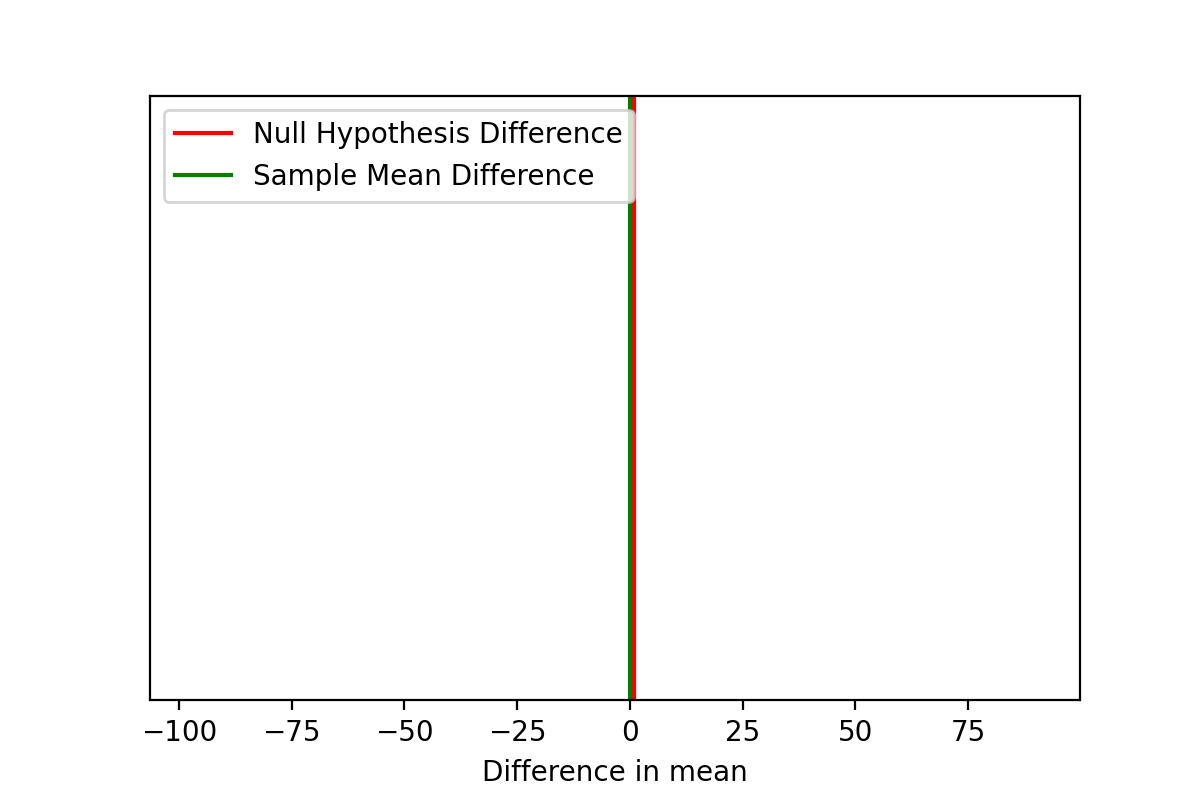 Null Hypothesis Difference
Sample Mean Difference
−100 −75 −50 −25 0 25 50 75
Difference in mean